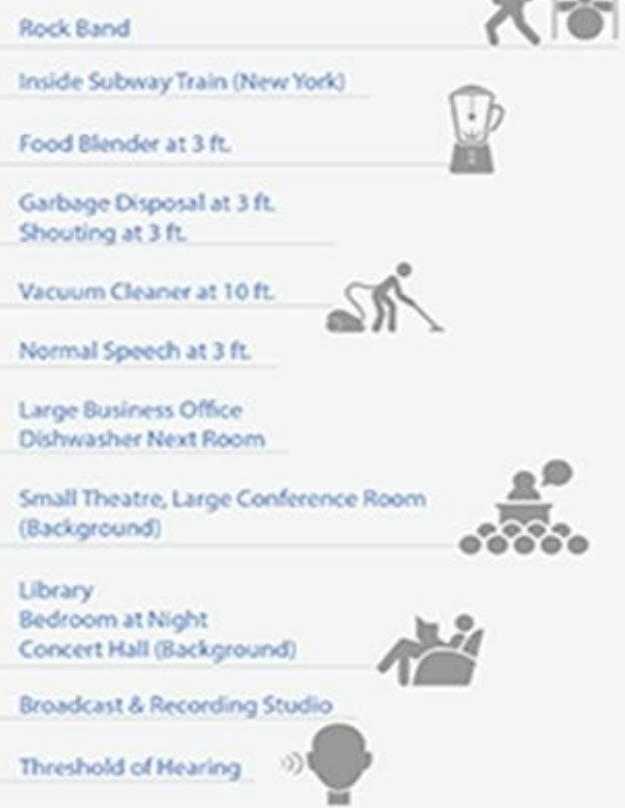 Rock Band
Inside Subway Train (New York)
Food Blender at 3 ft.
Garbage Disposal at 3 ft.
Shouting at 3 ft.
Vacuum Cleaner at 10 ft.
Normal Speech at 3 ft.
Large Business Office
Dishwasher Next Room
Small Theatre, Large Conference Room
(Background)
Library
Bedroom at Night
Concert Hall (Background)
Broadcast & Recording Studio
Threshold of Hearing